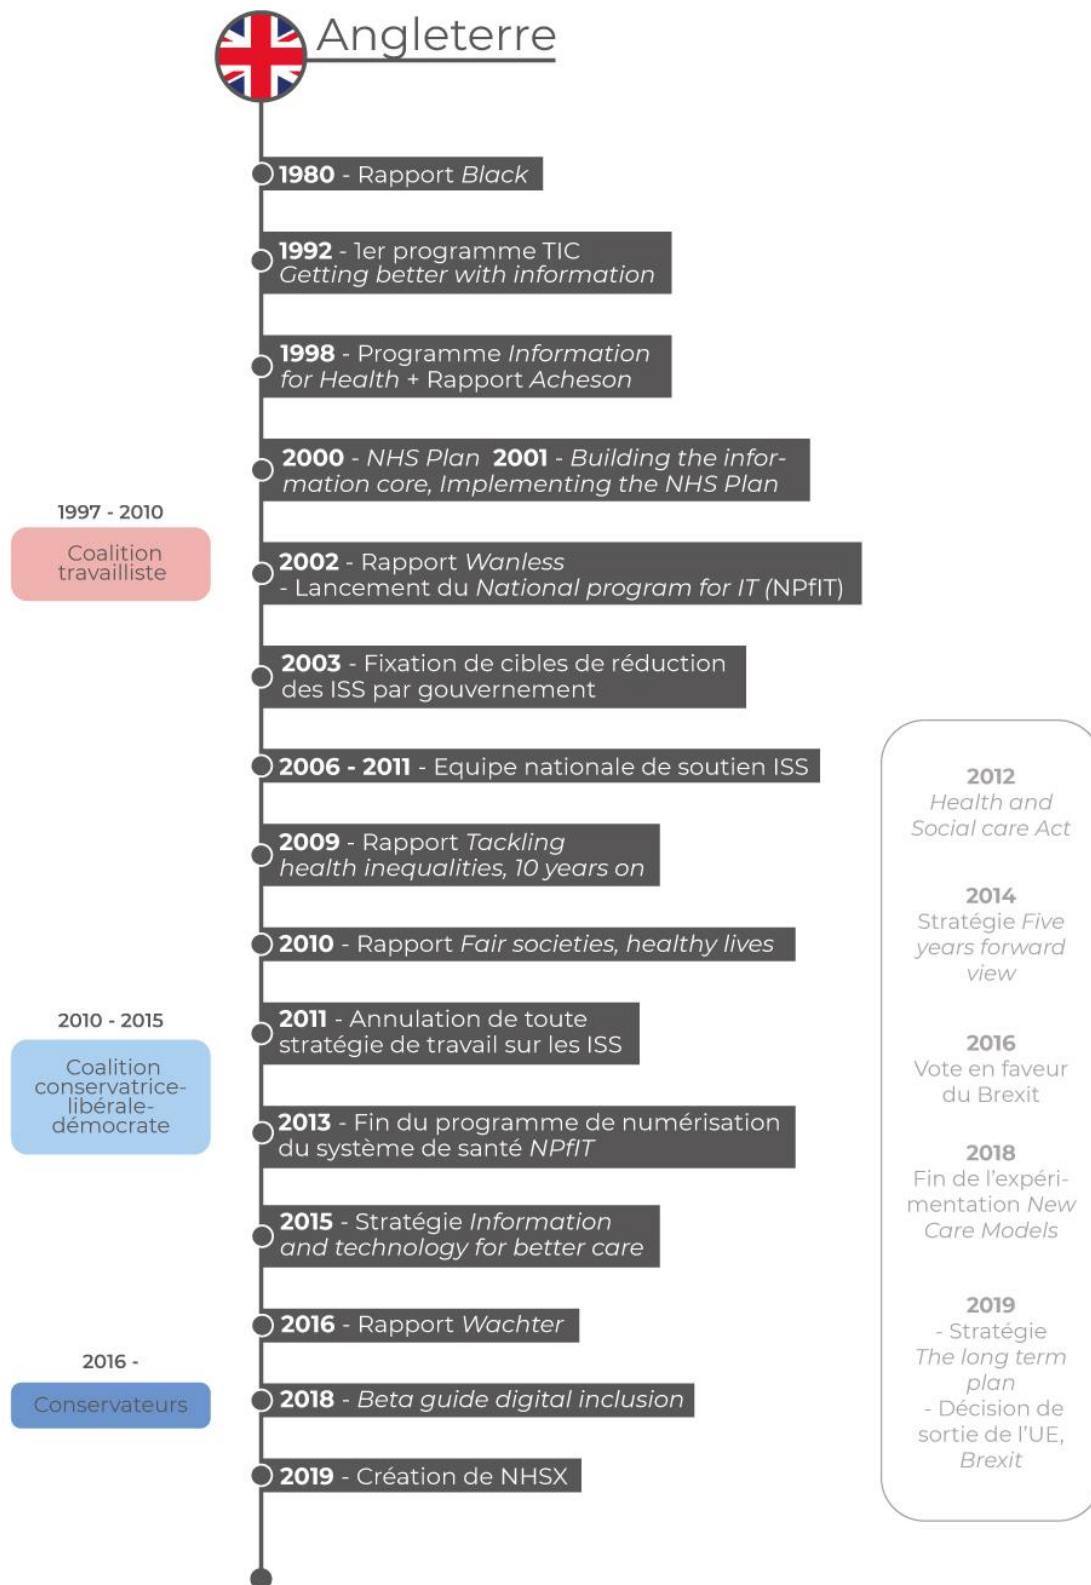 Angleterre
1980 - Rapport Black
1992 - 1er programme TIC
Getting better with information
1998 - Programme Information
for Health + Rapport Acheson
2000 - NHS Plan 2001 - Building the infor-
mation core, Implementing the NHS Plan
1997 - 2010
Coalition
travailliste
2002 - Rapport Wanless
- Lancement du National program for IT (NPfIT)
2003 - Fixation de cibles de réduction
des ISS par gouvernement
2006 - 2011 - Equipe nationale de soutien ISS
2009 - Rapport Tackling
health inequalities, 10 years on
2010 - Rapport Fair societies, healthy lives
2010 - 2015
Coalition
conservatrice-
libérale-
démocrate
2011 - Annulation de toute
stratégie de travail sur les ISS
2013 - Fin du programme de numérisation
du système de santé NPfIT
2015 - Stratégie Information
and technology for better care
2016 - Rapport Wachter
2016 -
Conservateurs
2018 - Beta guide digital inclusion
2019 - Création de NHSX
2012
Health and
Social care Act
2014
Stratégie Five
years forward
view
2016
Vote en faveur
du Brexit
2018
Fin de l'expéri-
mentation New
Care Models
2019
- Stratégie
The long term
plan
- Décision de
sortie de l'UE,
Brexit